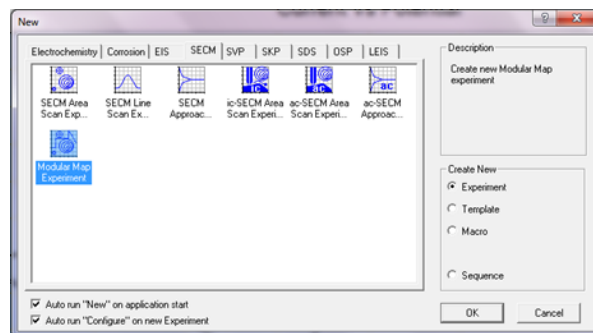 New
Electrochemistry Corrosion EIS SECM SVP SKP SDS OSP LEIS
SECM Area Scan Exp...
SECM Line Scan Ex...
SECM Approac...
ic-SECM Area Scan Experi...
ac-SECM Area Scan Experi...
ac-SECM Approac...
Modular Map Experiment
Auto run "New" on application start
Auto run "Configure" on new Experiment
Description
Create new Modular Map
experiment
Create New
Experiment
Template
Macro
Sequence
OK Cancel